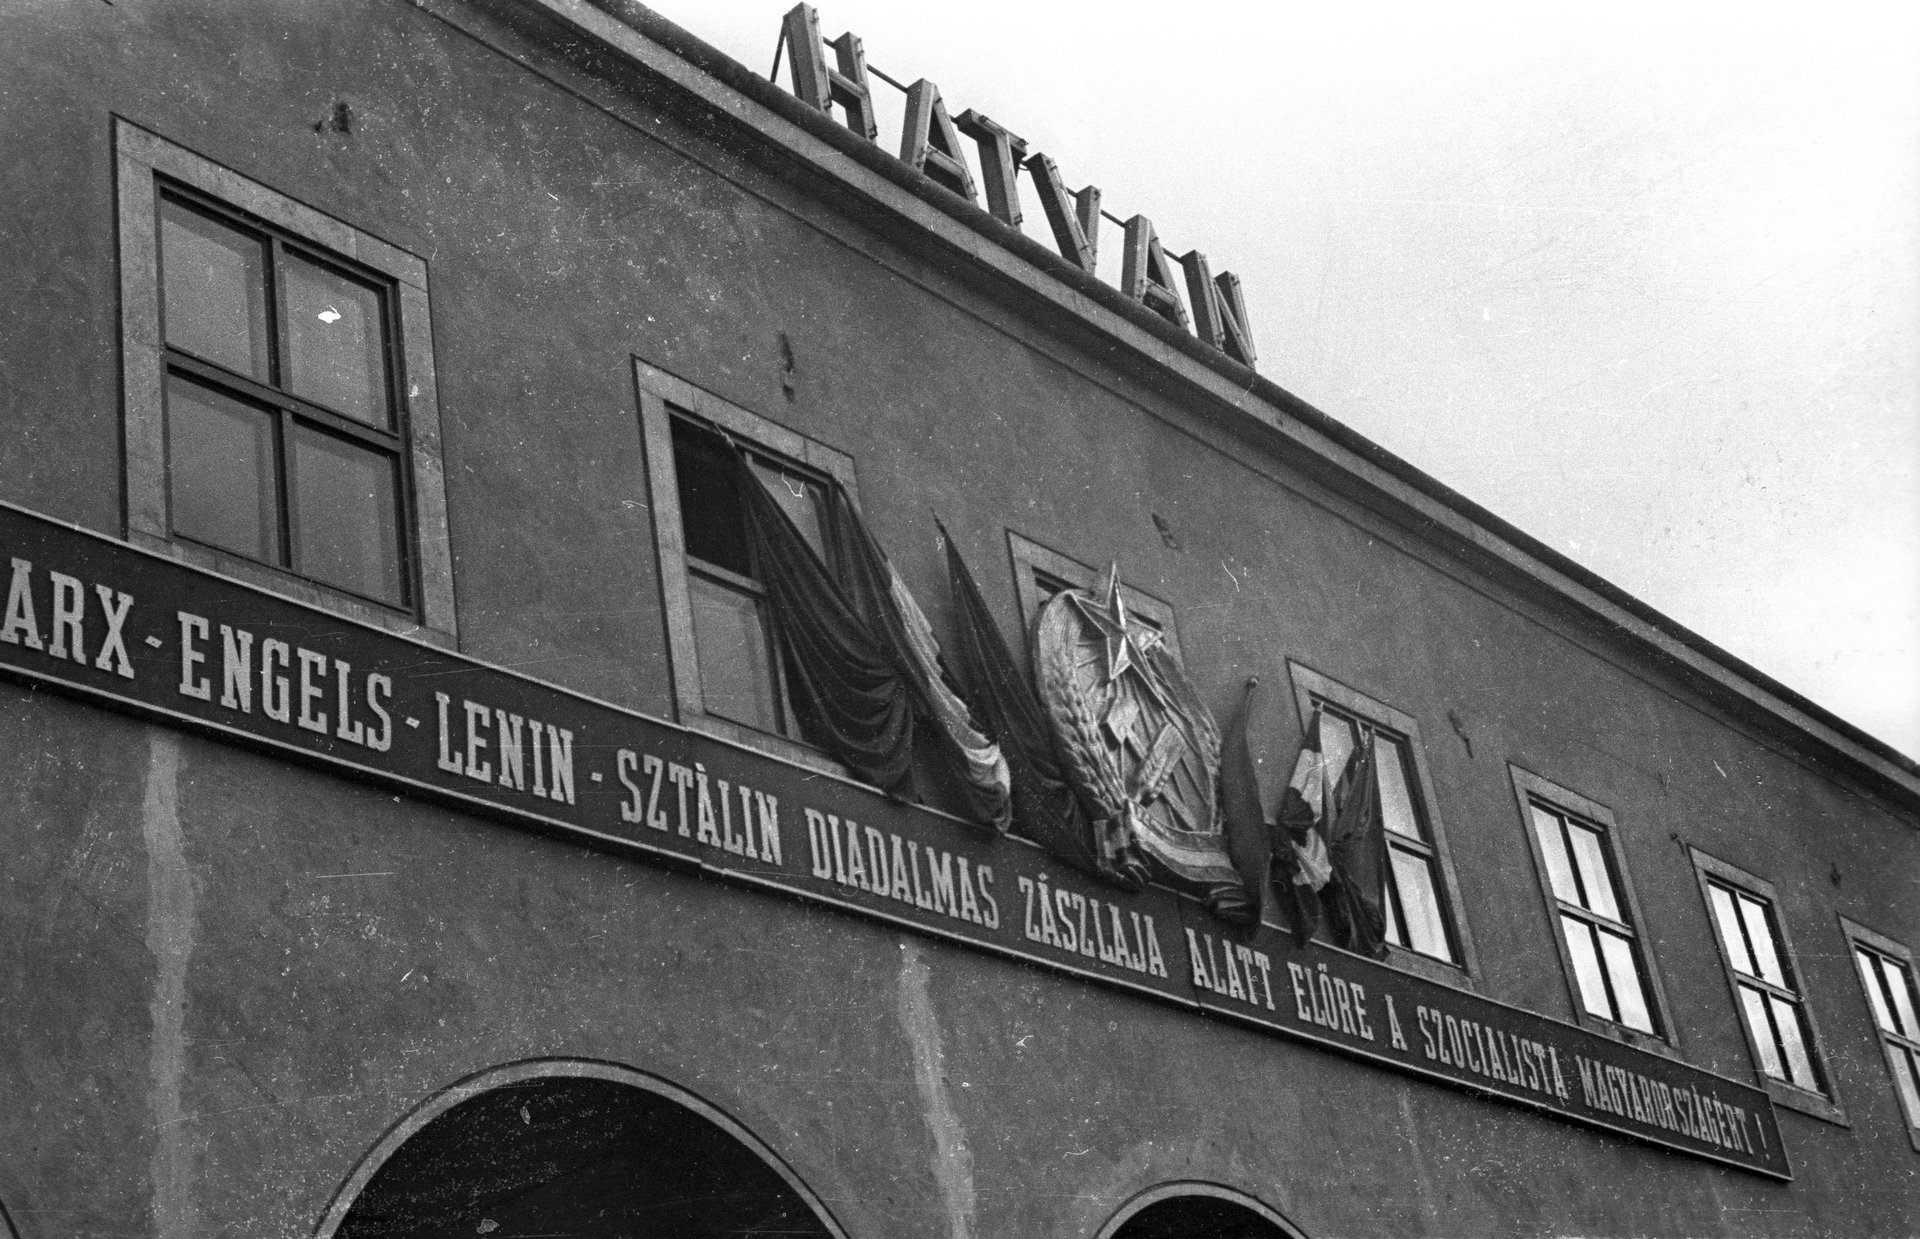 HATVAN
ARX - ENGELS - LENIN - SZTÀLIN DIADALMAS ZÁSZLAJA ALATT ELŐRE A SZOCIALISTA MAGYARORSZÁGÉRT!